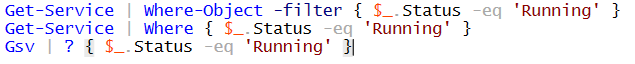 Get-Service | Where-Object -filter { $_.Status -eq 'Running' }
Get-Service | Where { $_.Status -eq 'Running' }
Gsv | ? { $_.Status -eq 'Running' }